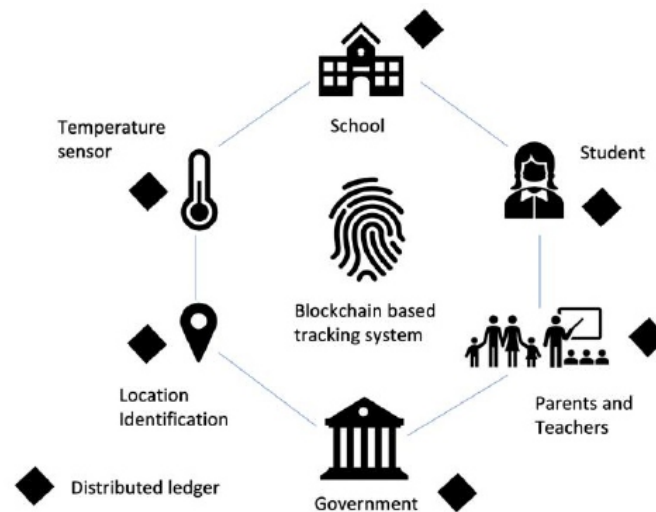 School
Temperature
sensor
Student
Blockchain based
tracking system
Location
Identification
Parents and
Teachers
Distributed ledger
Government